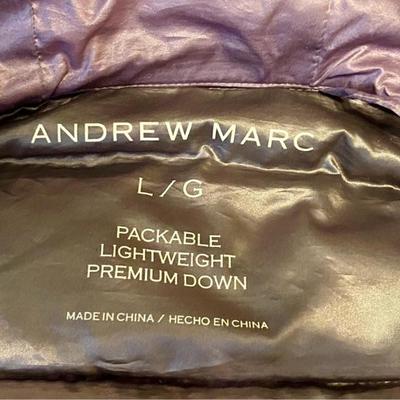 ANDREW MARC
L/G
PACKABLE
LIGHTWEIGHT
PREMIUM DOWN
MADE IN CHINA / HECHO EN CHINA